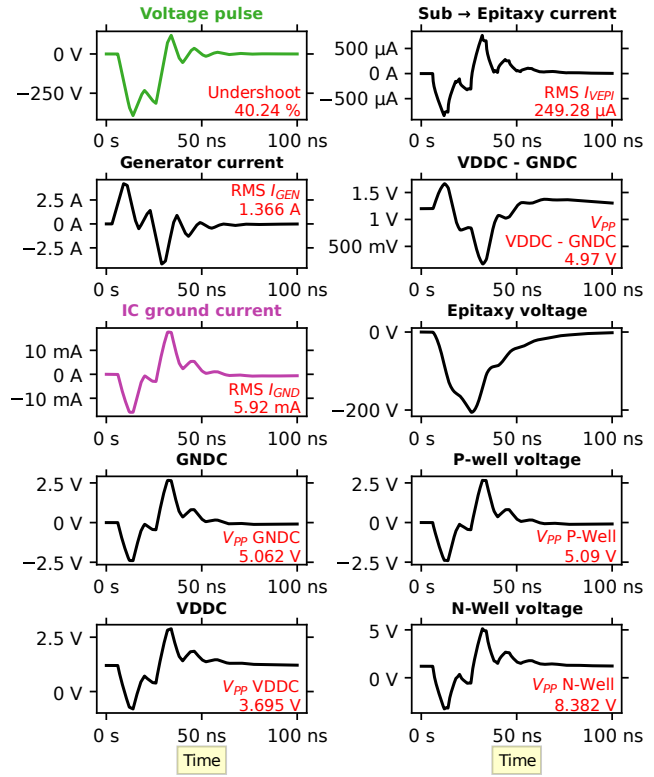 Voltage pulse
0 V
−250 V
Undershoot
40.24 %
0 s 50 ns 100 ns
Sub → Epitaxy current
500 µA
0 A
−500 µA
RMS I_VEPI
249.28 µA
0 s 50 ns 100 ns
Generator current
2.5 A
0 A
−2.5 A
RMS I_GEN
1.366 A
0 s 50 ns 100 ns
VDDC - GNDC
1.5 V
1 V
500 mV
V_PP
VDDC - GNDC
4.97 V
0 s 50 ns 100 ns
IC ground current
10 mA
0 A
−10 mA
RMS I_GND
5.92 mA
0 s 50 ns 100 ns
Epitaxy voltage
0 V
−200 V
0 s 50 ns 100 ns
GNDC
2.5 V
0 V
−2.5 V
V_PP GNDC
5.062 V
0 s 50 ns 100 ns
P-well voltage
2.5 V
0 V
−2.5 V
V_PP P-Well
5.09 V
0 s 50 ns 100 ns
VDDC
2.5 V
0 V
V_PP VDDC
3.695 V
0 s 50 ns 100 ns
Time
N-Well voltage
5 V
0 V
V_PP N-Well
8.382 V
0 s 50 ns 100 ns
Time